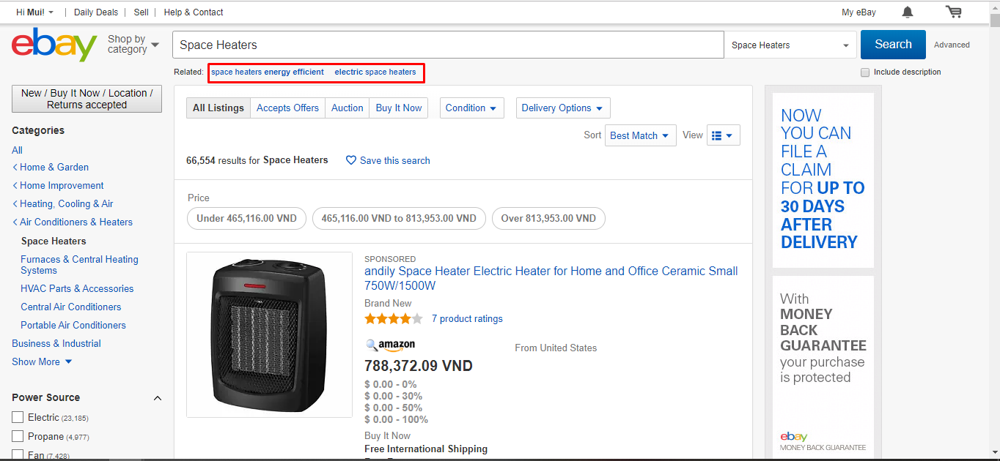 Hi Mui!
Daily Deals
Sell
Help & Contact
My eBay
ebay
Shop by
category
Space Heaters
Space Heaters
Search
Advanced
Related: space heaters energy efficient electric space heaters
Include description
New / Buy It Now / Location /
Returns accepted
Categories
All
Home & Garden
Home Improvement
Heating, Cooling & Air
Air Conditioners & Heaters
Space Heaters
Furnaces & Central Heating
Systems
HVAC Parts & Accessories
Central Air Conditioners
Portable Air Conditioners
Business & Industrial
Show More
Power Source
Electric (23,185)
Propane (4,977)
Fan (7,428)
All Listings
Accepts Offers
Auction
Buy It Now
Condition
Delivery Options
Sort
Best Match
View
66,554 results for Space Heaters
Save this search
Price
Under 465,116.00 VND
465,116.00 VND to 813,953.00 VND
Over 813,953.00 VND
SPONSORED
andily Space Heater Electric Heater for Home and Office Ceramic Small
750W/1500W
Brand New
7 product ratings
amazon
From United States
788,372.09 VND
$ 0.00 - 0%
$ 0.00 - 30%
$ 0.00 - 50%
$ 0.00 - 100%
Buy It Now
Free International Shipping
NOW
YOU CAN
FILE A
CLAIM
FOR UP TO
30 DAYS
AFTER
DELIVERY
With
MONEY
BACK
GUARANTEE
your purchase
is protected
ebay
MONEY BACK GUARANTEE